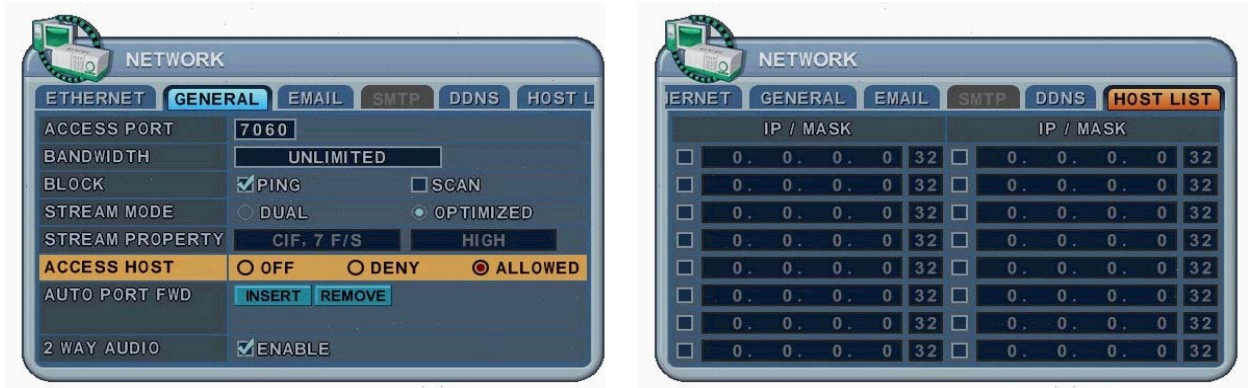 NETWORK
ETHERNET GENERAL EMAIL SMTP DDNS HOST L
ACCESS PORT 7060
BANDWIDTH UNLIMITED
BLOCK PING SCAN
STREAM MODE DUAL OPTIMIZED
STREAM PROPERTY CIF, 7 F/S HIGH
ACCESS HOST OFF DENY ALLOWED
AUTO PORT FWD INSERT REMOVE
2 WAY AUDIO ENABLE
NETWORK
IERNET GENERAL EMAIL SMTP DDNS HOST LIST
IP / MASK IP / MASK
0. 0. 0. 0 32 0. 0. 0. 0 32
0. 0. 0. 0 32 0. 0. 0. 0 32
0. 0. 0. 0 32 0. 0. 0. 0 32
0. 0. 0. 0 32 0. 0. 0. 0 32
0. 0. 0. 0 32 0. 0. 0. 0 32
0. 0. 0. 0 32 0. 0. 0. 0 32
0. 0. 0. 0 32 0. 0. 0. 0 32
0. 0. 0. 0 32 0. 0. 0. 0 32